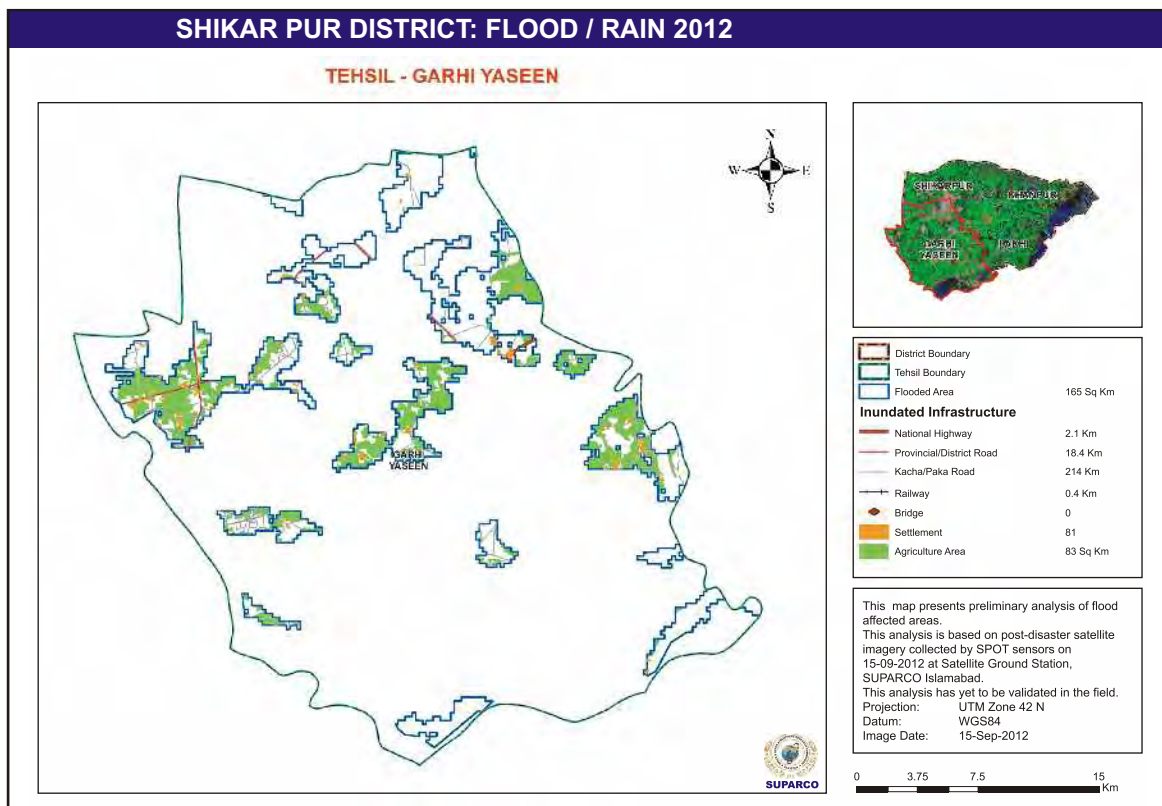 SHIKAR PUR DISTRICT: FLOOD / RAIN 2012
TEHSIL - GARHI YASEEN
N
W
E
S
SHIKARPUR
KHANPUR
GARHI
YASEEN
LAKHI
GARHI
YASEEN
District Boundary
Tehsil Boundary
Flooded Area 165 Sq Km
Inundated Infrastructure
National Highway 2.1 Km
Provincial/District Road 18.4 Km
Kacha/Paka Road 214 Km
Railway 0.4 Km
Bridge 0
Settlement 81
Agriculture Area 83 Sq Km
This map presents preliminary analysis of flood
affected areas.
This analysis is based on post-disaster satellite
imagery collected by SPOT sensors on
15-09-2012 at Satellite Ground Station,
SUPARCO Islamabad.
This analysis has yet to be validated in the field.
Projection: UTM Zone 42 N
Datum: WGS84
Image Date: 15-Sep-2012
SUPARCO
0 3.75 7.5 15
Km